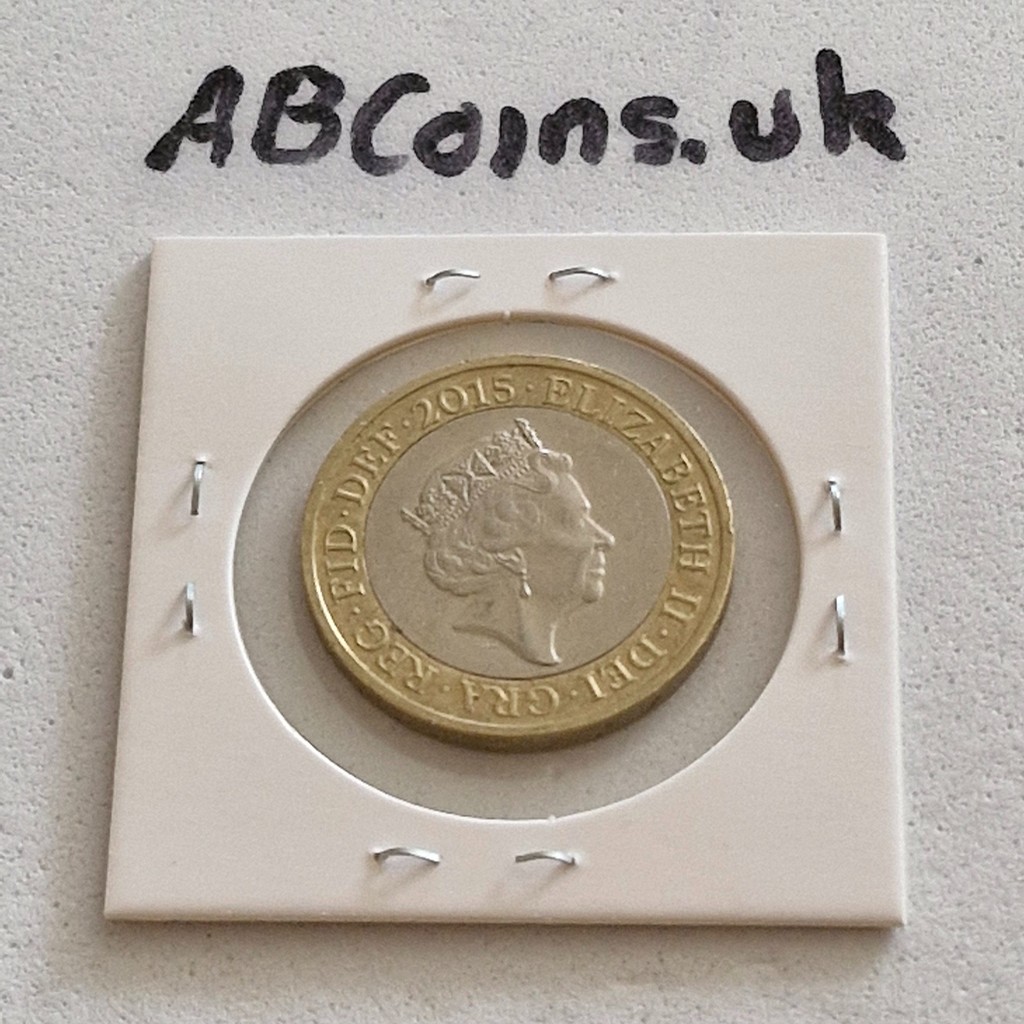 ABCoins.uk
ELIZABETH II · DEI · GRA · REG · FID · DEF · 2015 ·